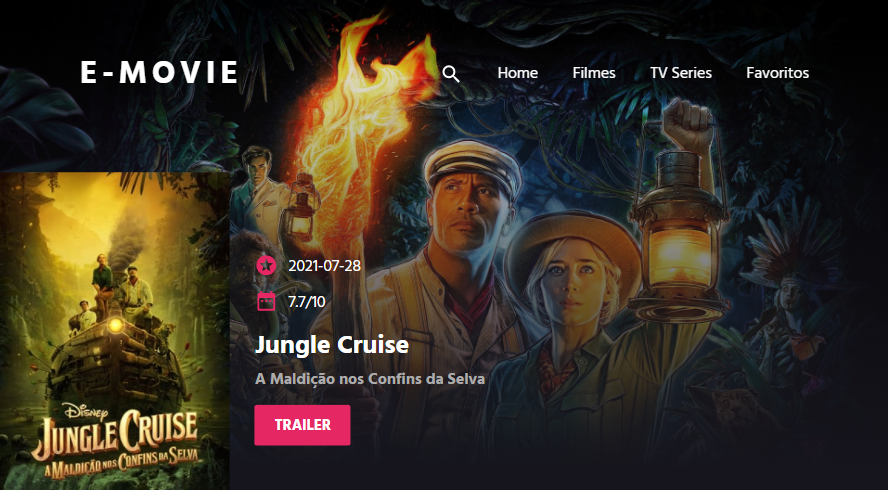 E-MOVIE
Home Filmes TV Series Favoritos
2021-07-28
7.7/10
Jungle Cruise
A Maldição nos Confins da Selva
TRAILER
Disney
JUNGLE CRUISE
A MALDIÇÃO NOS CONFINS DA SELVA